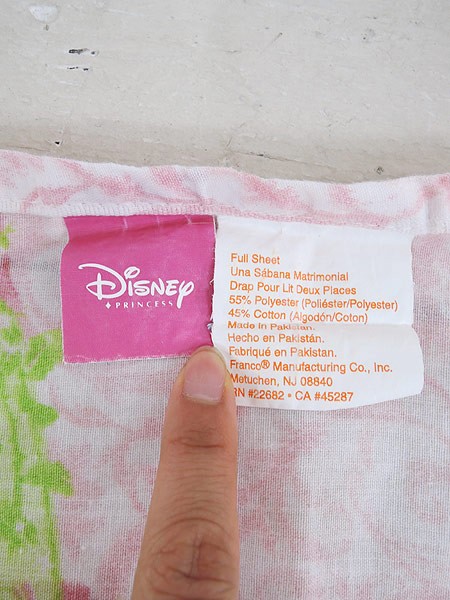 Disney
PRINCESS
Full Sheet
Una Sábana Matrimonial
Drap Pour Lit Deux Places
55% Polyester (Poliéster/Polyester)
45% Cotton (Algodón/Coton)
Made in Pakistan.
Hecho en Pakistán.
Fabriqué en Pakistan.
Franco® Manufacturing Co., Inc.
Metuchen, NJ 08840
RN #22682 • CA #45287